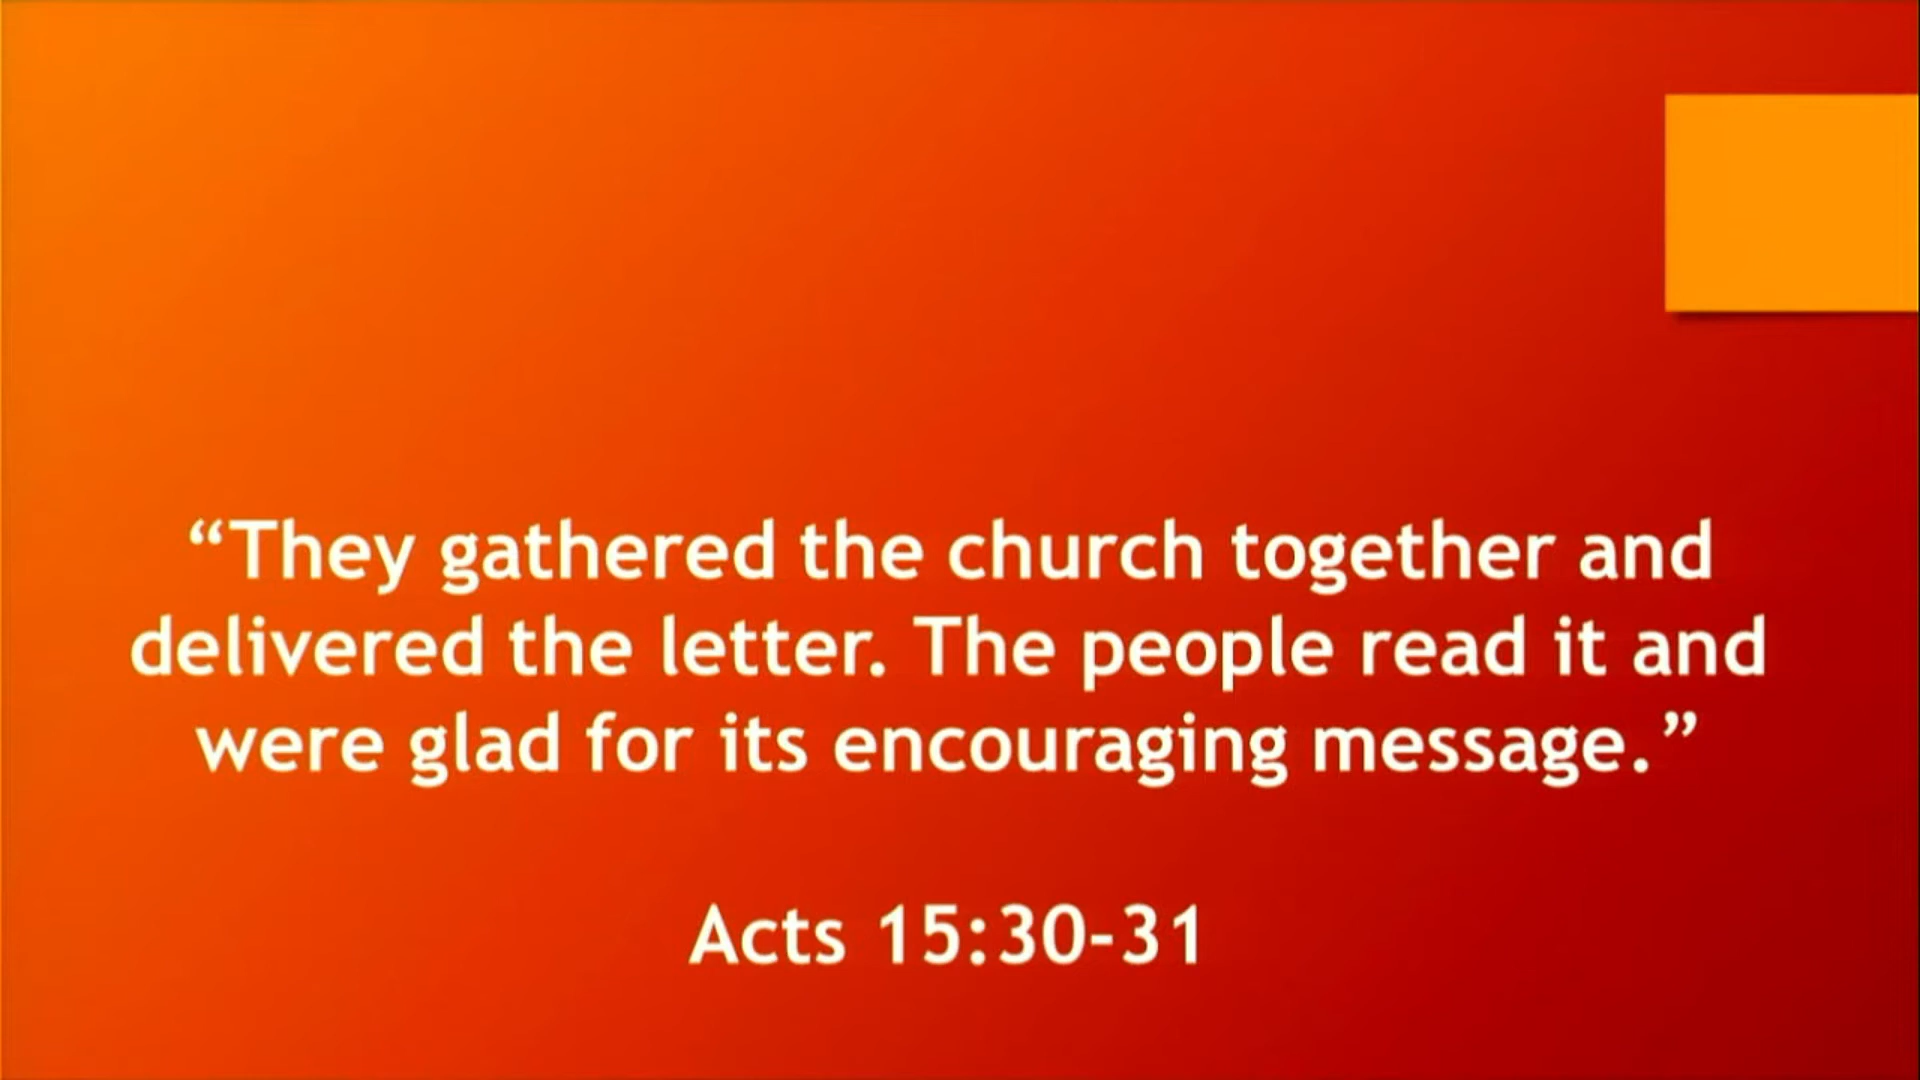 “They gathered the church together and
delivered the letter. The people read it and
were glad for its encouraging message.”
Acts 15:30-31